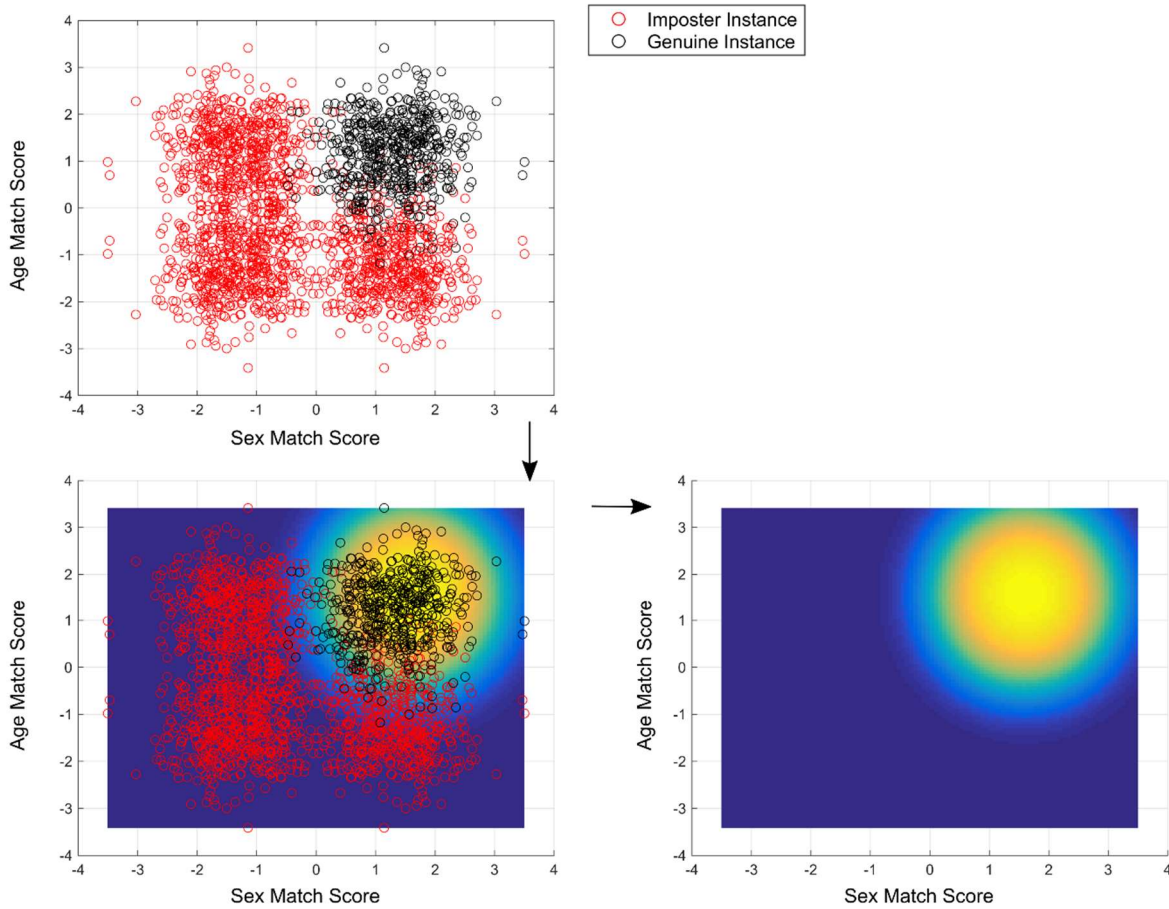 Imposter Instance
Genuine Instance
4
3
2
1
0
-1
-2
-3
-4
Age Match Score
-4 -3 -2 -1 0 1 2 3 4
Sex Match Score
4
3
2
1
0
-1
-2
-3
-4
Age Match Score
-4 -3 -2 -1 0 1 2 3 4
Sex Match Score
4
3
2
1
0
-1
-2
-3
-4
Age Match Score
-4 -3 -2 -1 0 1 2 3 4
Sex Match Score